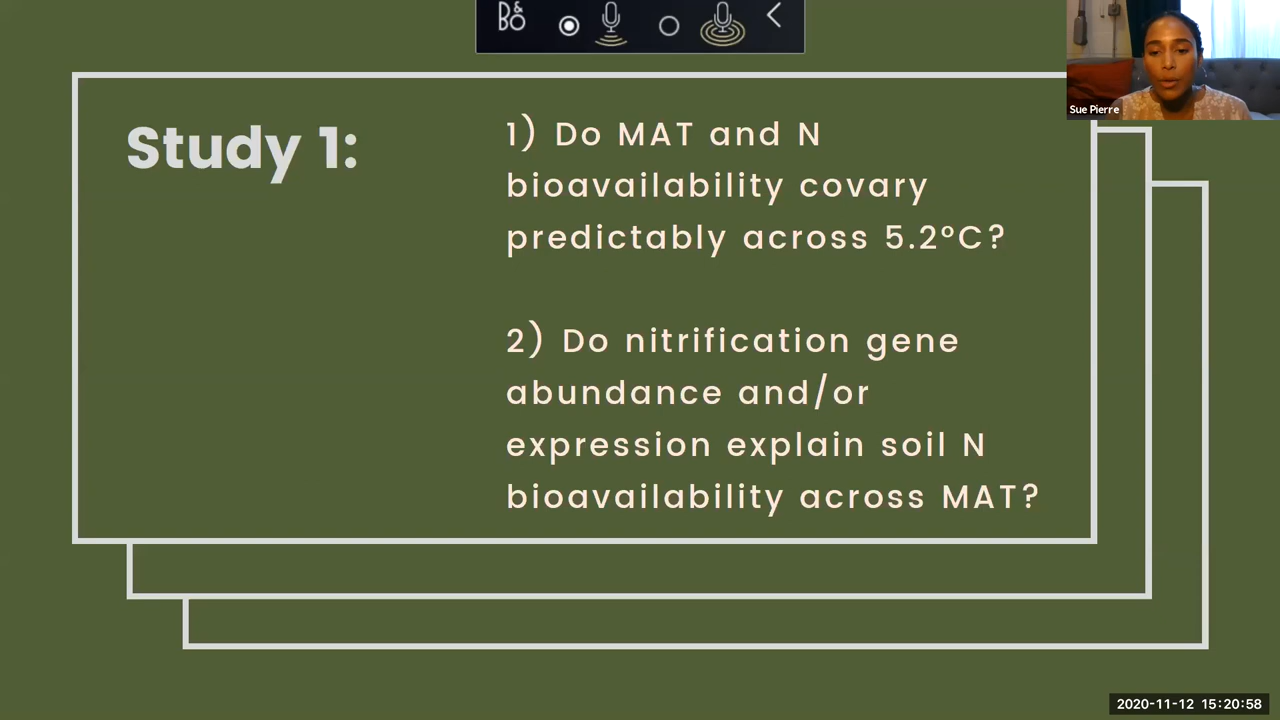 B&O
Sue Pierre
Study 1:
1) Do MAT and N
bioavailability covary
predictably across 5.2°C?
2) Do nitrification gene
abundance and/or
expression explain soil N
bioavailability across MAT?
2020-11-12 15:20:58